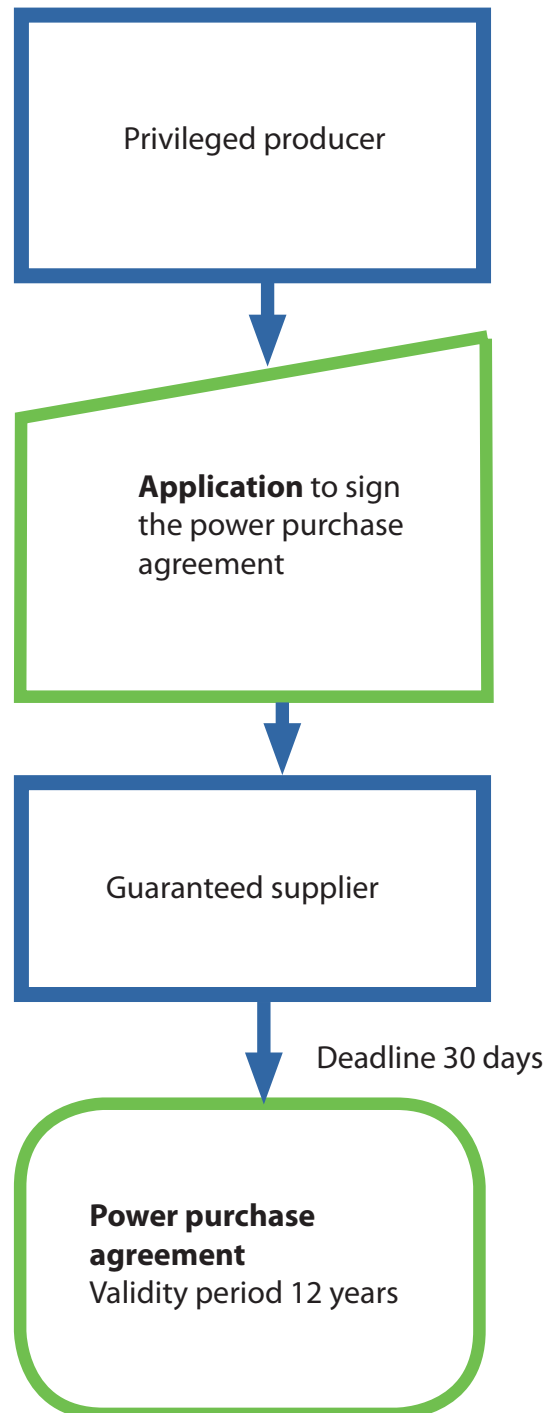 Privileged producer
Application to sign
the power purchase
agreement
Guaranteed supplier
Deadline 30 days
Power purchase
agreement
Validity period 12 years